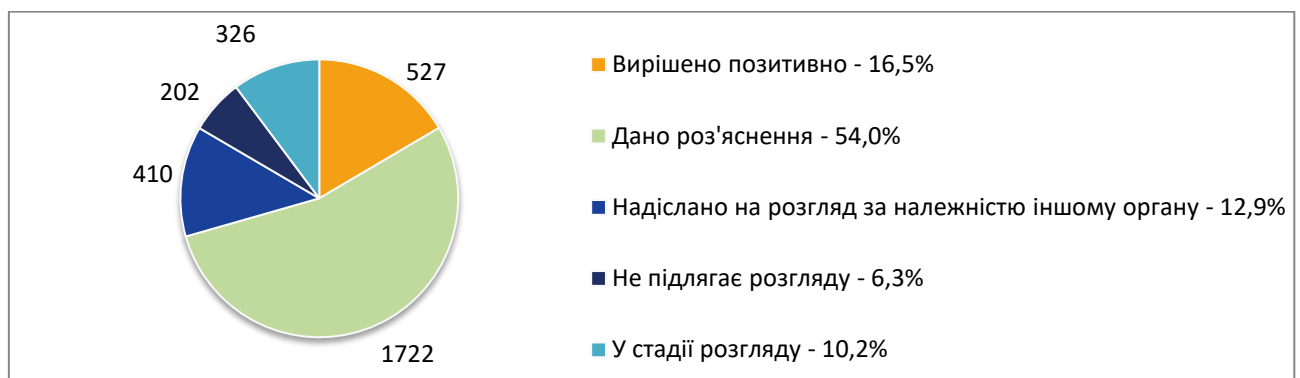 326
527
202
410
1722
Вирішено позитивно - 16,5%
Дано роз'яснення - 54,0%
Надіслано на розгляд за належністю іншому органу - 12,9%
Не підлягає розгляду - 6,3%
У стадії розгляду - 10,2%